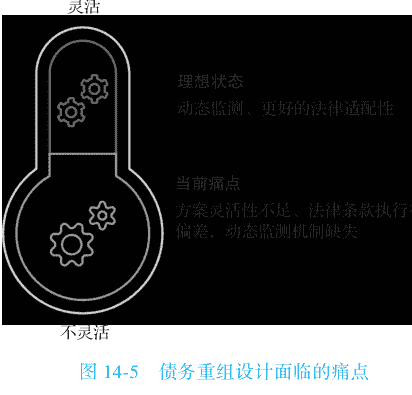 灵活
理想状态
动态监测、更好的法律适配性
当前痛点
方案灵活性不足、法律条款执行
偏差，动态监测机制缺失
不灵活
图 14-5 债务重组设计面临的痛点